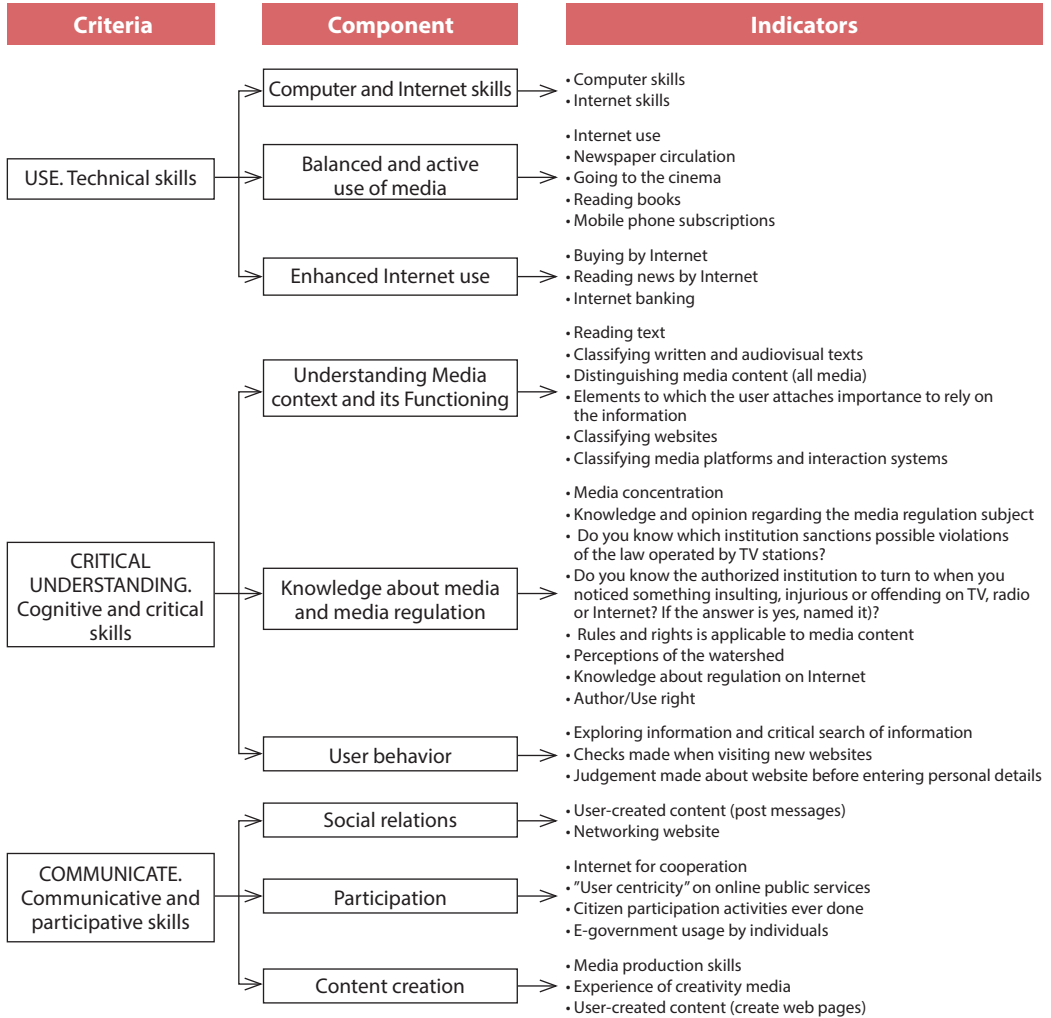 Criteria
Component
Indicators
USE. Technical skills
Computer and Internet skills
• Computer skills
• Internet skills
Balanced and active
use of media
• Internet use
• Newspaper circulation
• Going to the cinema
• Reading books
• Mobile phone subscriptions
Enhanced Internet use
• Buying by Internet
• Reading news by Internet
• Internet banking
CRITICAL
UNDERSTANDING.
Cognitive and critical
skills
Understanding Media
context and its Functioning
• Reading text
• Classifying written and audiovisual texts
• Distinguishing media content (all media)
• Elements to which the user attaches importance to rely on
the information
• Classifying websites
• Classifying media platforms and interaction systems
Knowledge about media
and media regulation
• Media concentration
• Knowledge and opinion regarding the media regulation subject
• Do you know which institution sanctions possible violations
of the law operated by TV stations?
• Do you know the authorized institution to turn to when you
noticed something insulting, injurious or offending on TV, radio
or Internet? If the answer is yes, named it)?
• Rules and rights is applicable to media content
• Perceptions of the watershed
• Knowledge about regulation on Internet
• Author/Use right
User behavior
• Exploring information and critical search of information
• Checks made when visiting new websites
• Judgement made about website before entering personal details
COMMUNICATE.
Communicative and
participative skills
Social relations
• User-created content (post messages)
• Networking website
Participation
• Internet for cooperation
• ”User centricity” on online public services
• Citizen participation activities ever done
• E-government usage by individuals
Content creation
• Media production skills
• Experience of creativity media
• User-created content (create web pages)